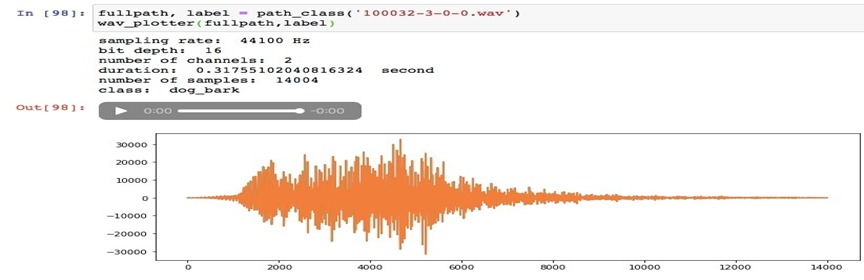 In [98]: fullpath, label = path_class('100032-3-0-0.wav')
wav_plotter(fullpath,label)
sampling rate: 44100 Hz
bit depth: 16
number of channels: 2
duration: 0.31755102040816324 second
number of samples: 14004
class: dog_bark
Out[98]: 0:00 -0:00
30000
20000
10000
0
-10000
-20000
-30000
0 2000 4000 6000 8000 10000 12000 14000